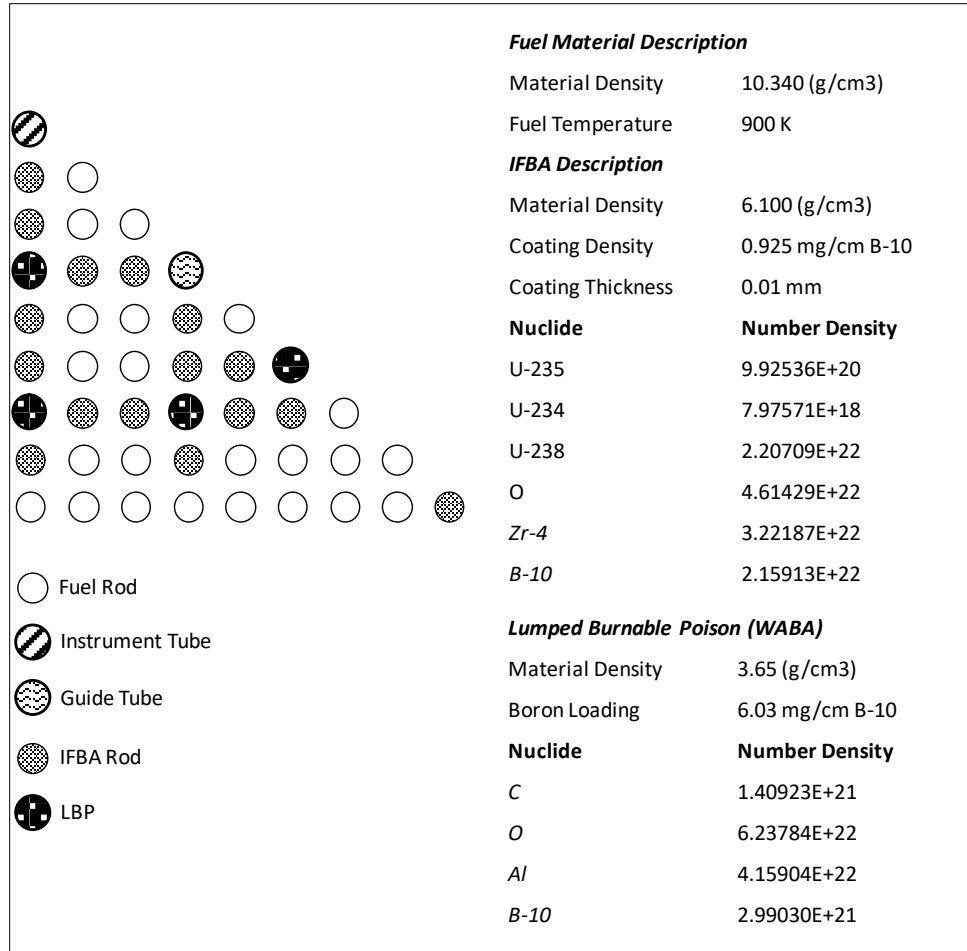 Fuel Material Description
Material Density 10.340 (g/cm3)
Fuel Temperature 900 K
IFBA Description
Material Density 6.100 (g/cm3)
Coating Density 0.925 mg/cm B-10
Coating Thickness 0.01 mm
Nuclide Number Density
U-235 9.92536E+20
U-234 7.97571E+18
U-238 2.20709E+22
O 4.61429E+22
Zr-4 3.22187E+22
B-10 2.15913E+22
Lumped Burnable Poison (WABA)
Material Density 3.65 (g/cm3)
Boron Loading 6.03 mg/cm B-10
Nuclide Number Density
C 1.40923E+21
O 6.23784E+22
Al 4.15904E+22
B-10 2.99030E+21
Fuel Rod
Instrument Tube
Guide Tube
IFBA Rod
LBP